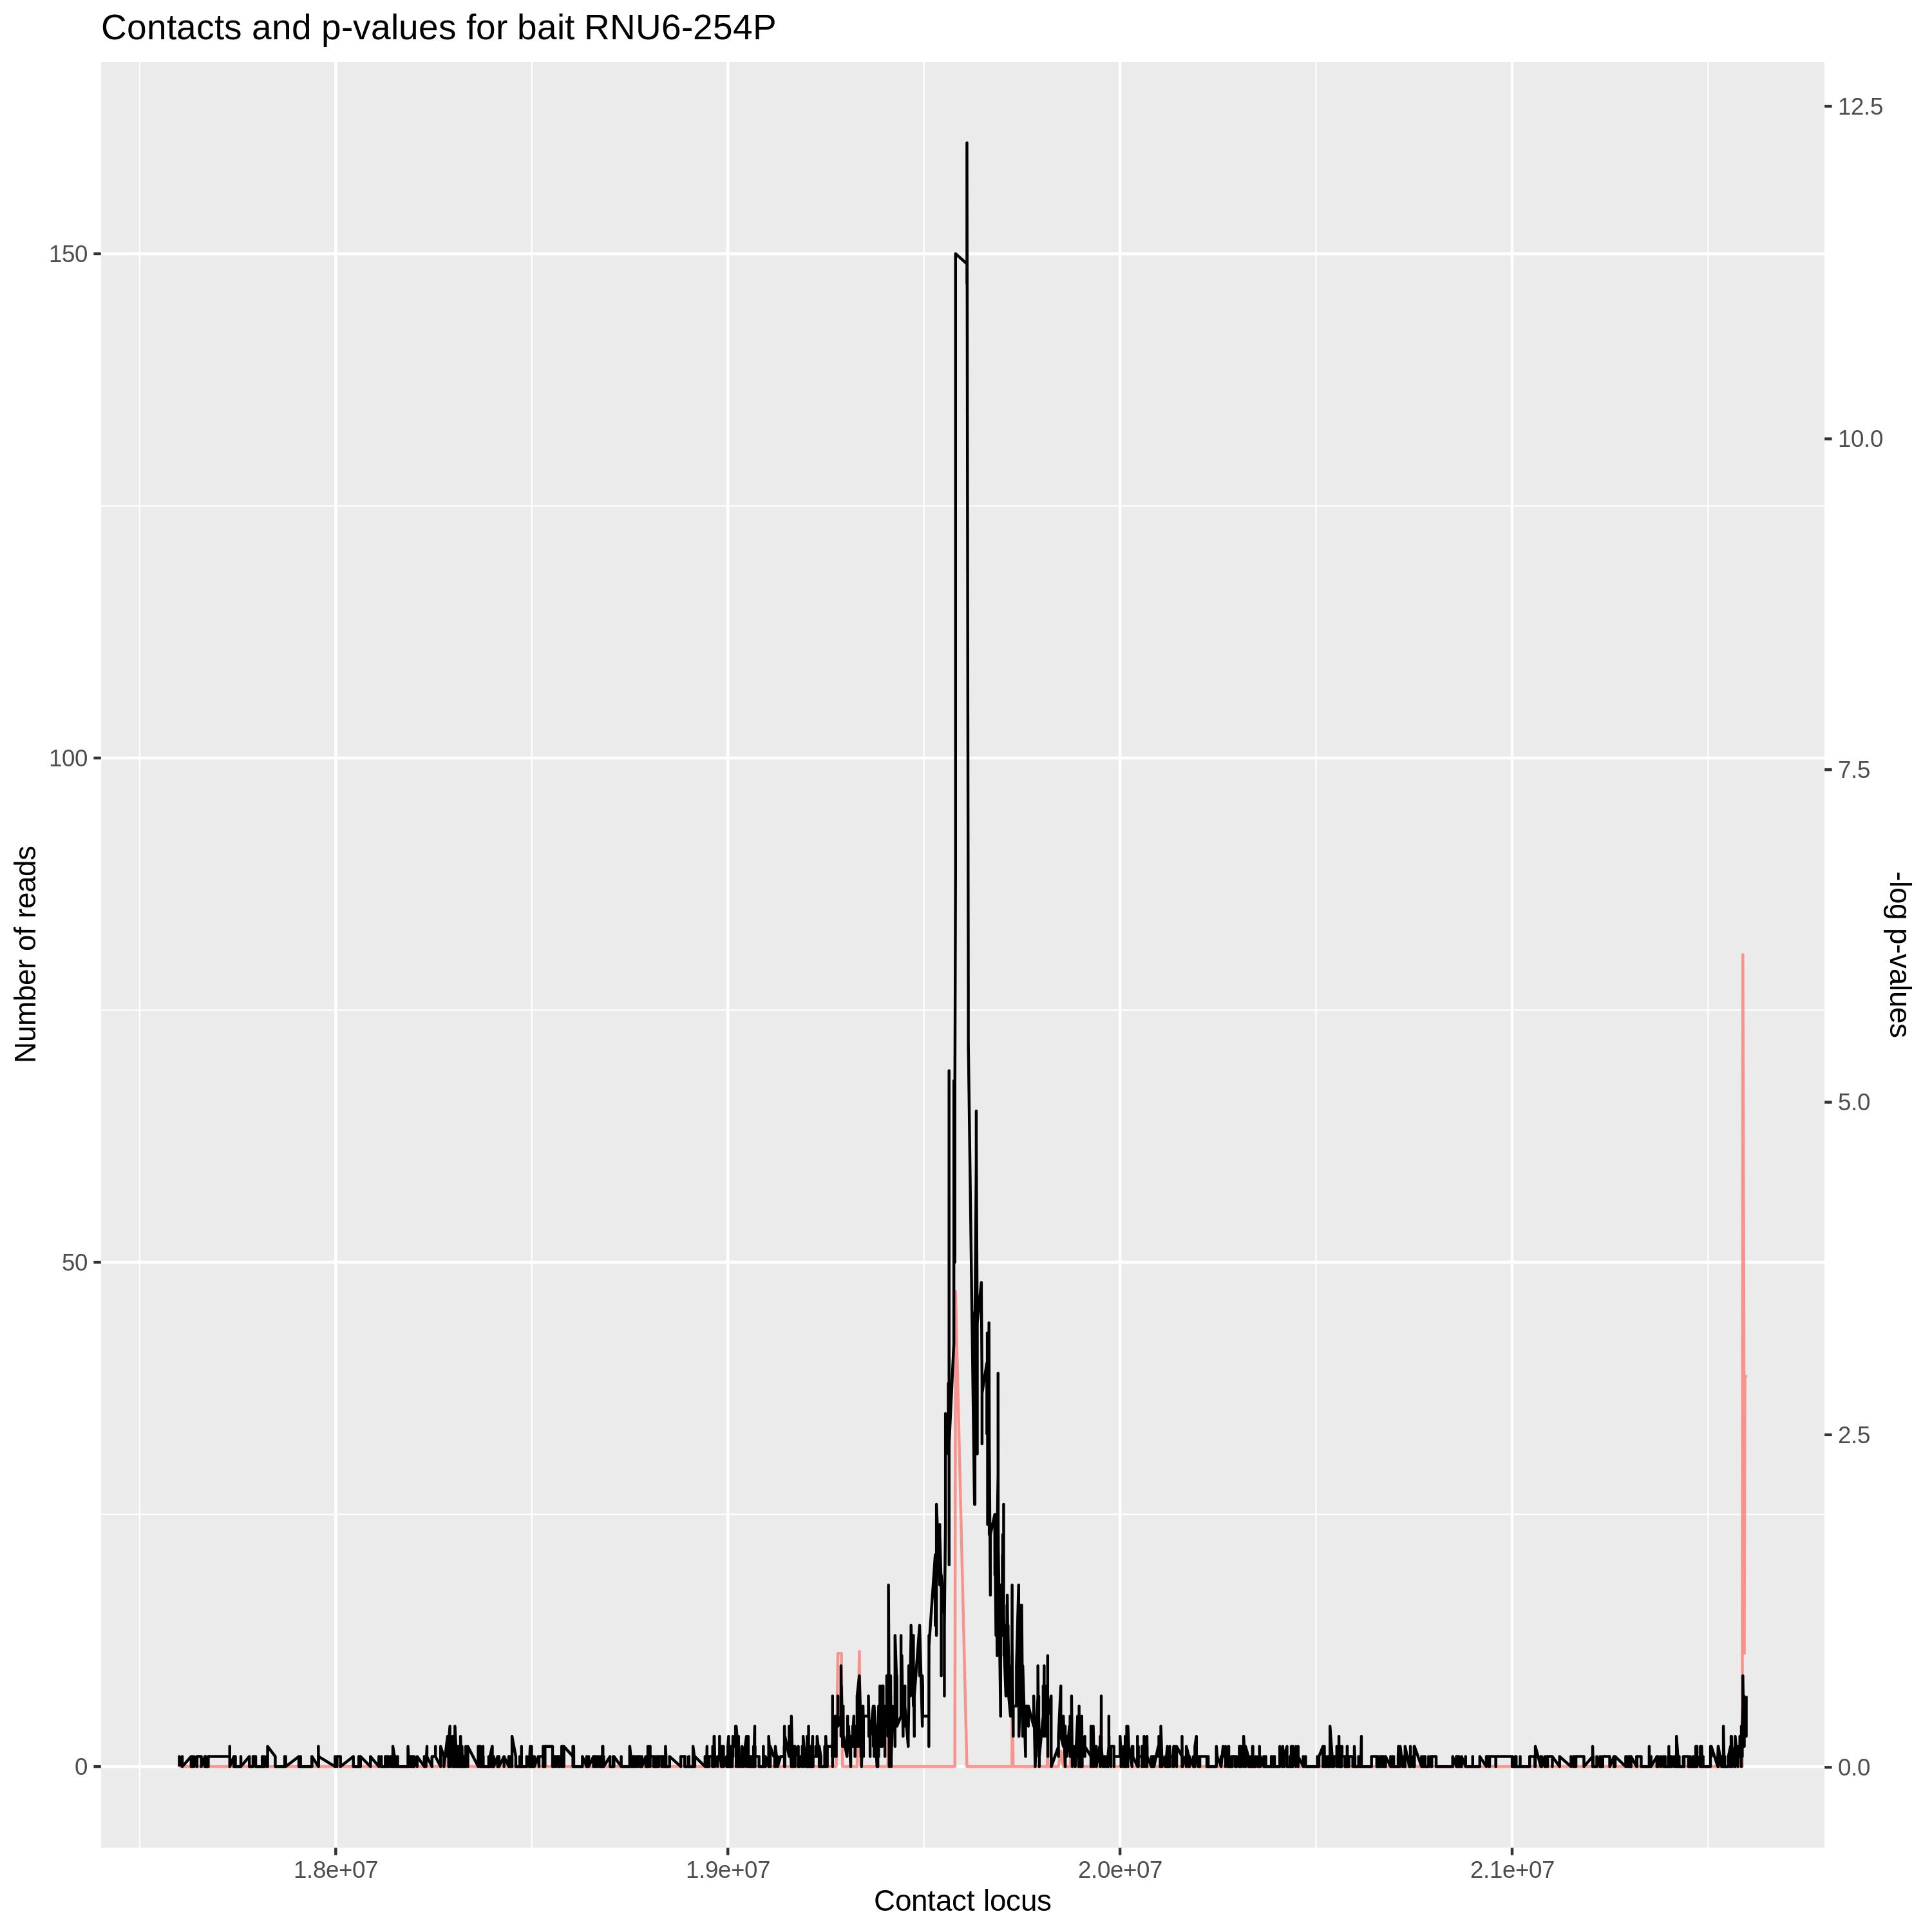 Contacts and p-values for bait RNU6-254P
150
100
50
0
Number of reads
12.5
10.0
7.5
5.0
2.5
0.0
-log p-values
1.8e+07
1.9e+07
2.0e+07
2.1e+07
Contact locus